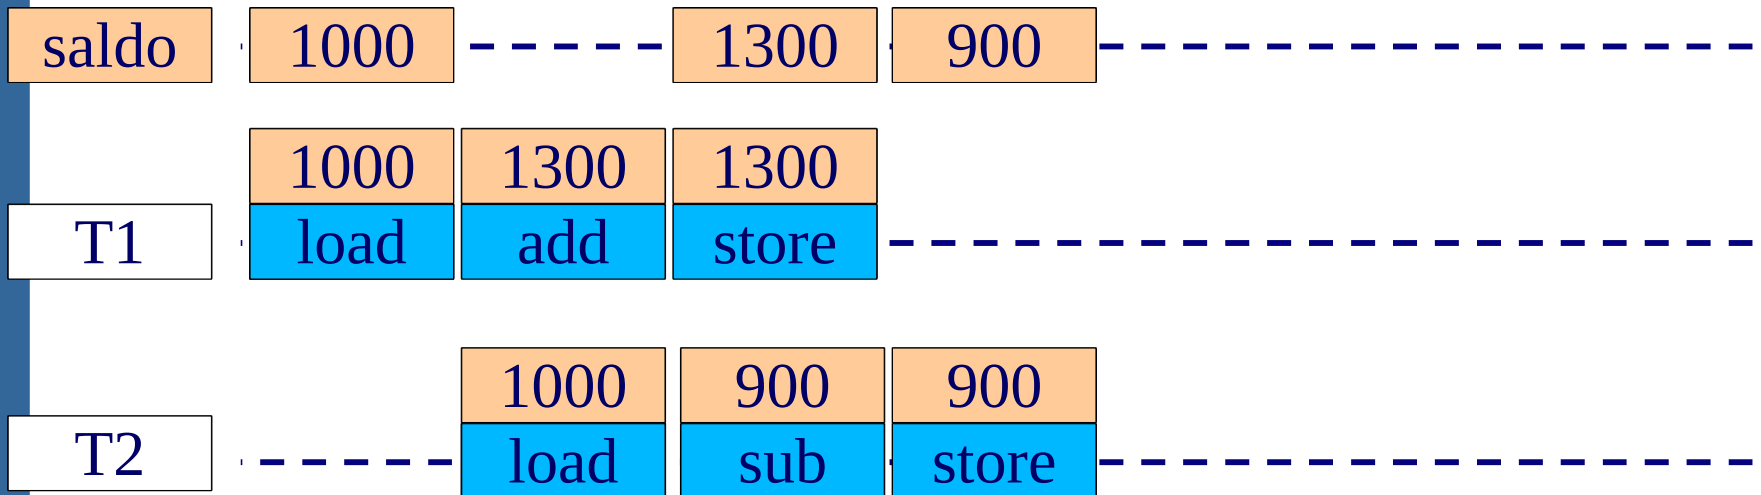 saldo 1000 1300 900
1000 1300 1300
T1 load add store
1000 900 900
T2 load sub store